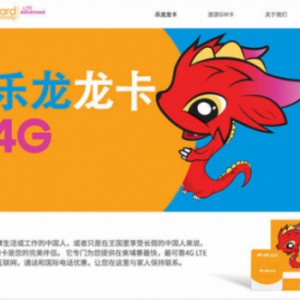 ard
LTE
Advanced
乐龙龙卡
旅游SIM卡
关于我们
乐龙龙卡
4G
生活或工作的中国人，或者只是在王国里享受长假的中国人来说，
卡是您的完美伴侣。它专门为您提供在柬埔寨最快，最可靠4G LTE
互联网，通话和国际电话优惠，让您在这里与家人保持联系。